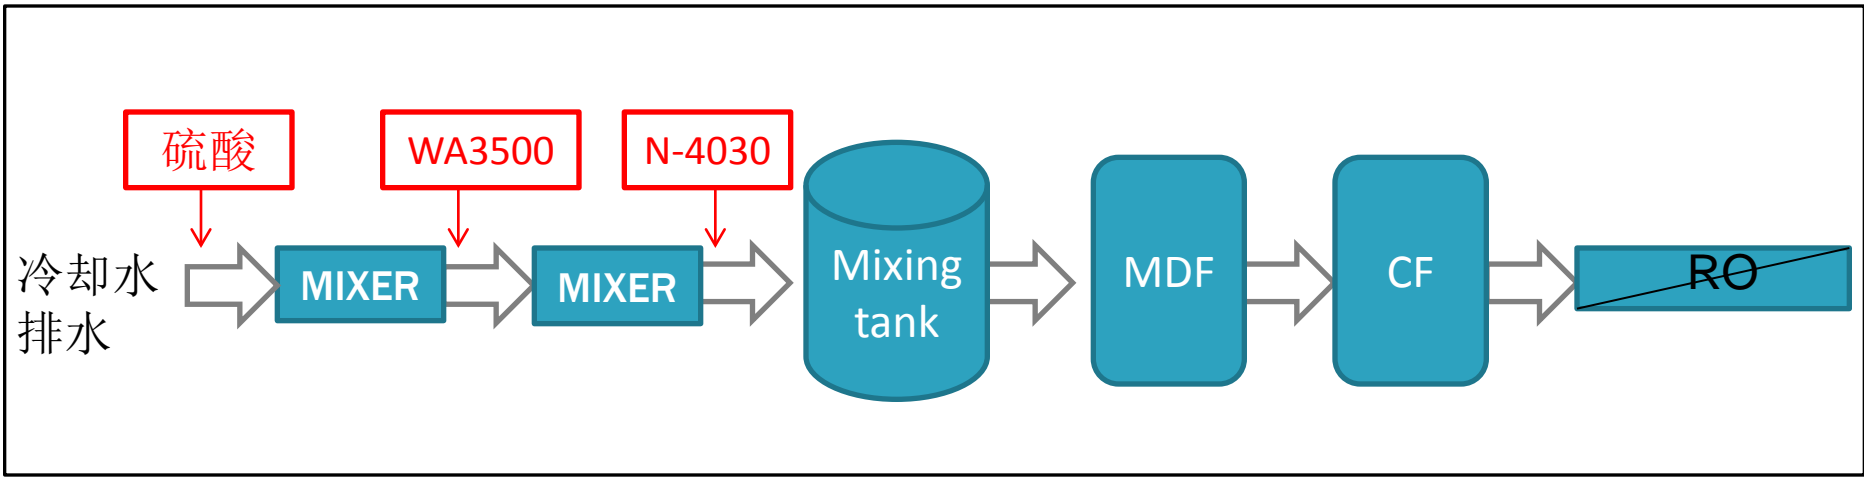 硫酸
WA3500
N-4030
冷却水
排水
MIXER
MIXER
Mixing
tank
MDF
CF
RO